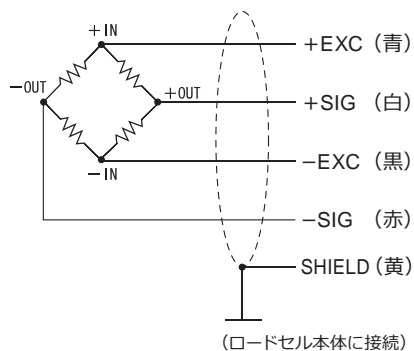 +IN
+EXC（青）
−OUT
+OUT
+SIG（白）
−EXC（黒）
−IN
−SIG（赤）
SHIELD（黄）
（ロードセル本体に接続）